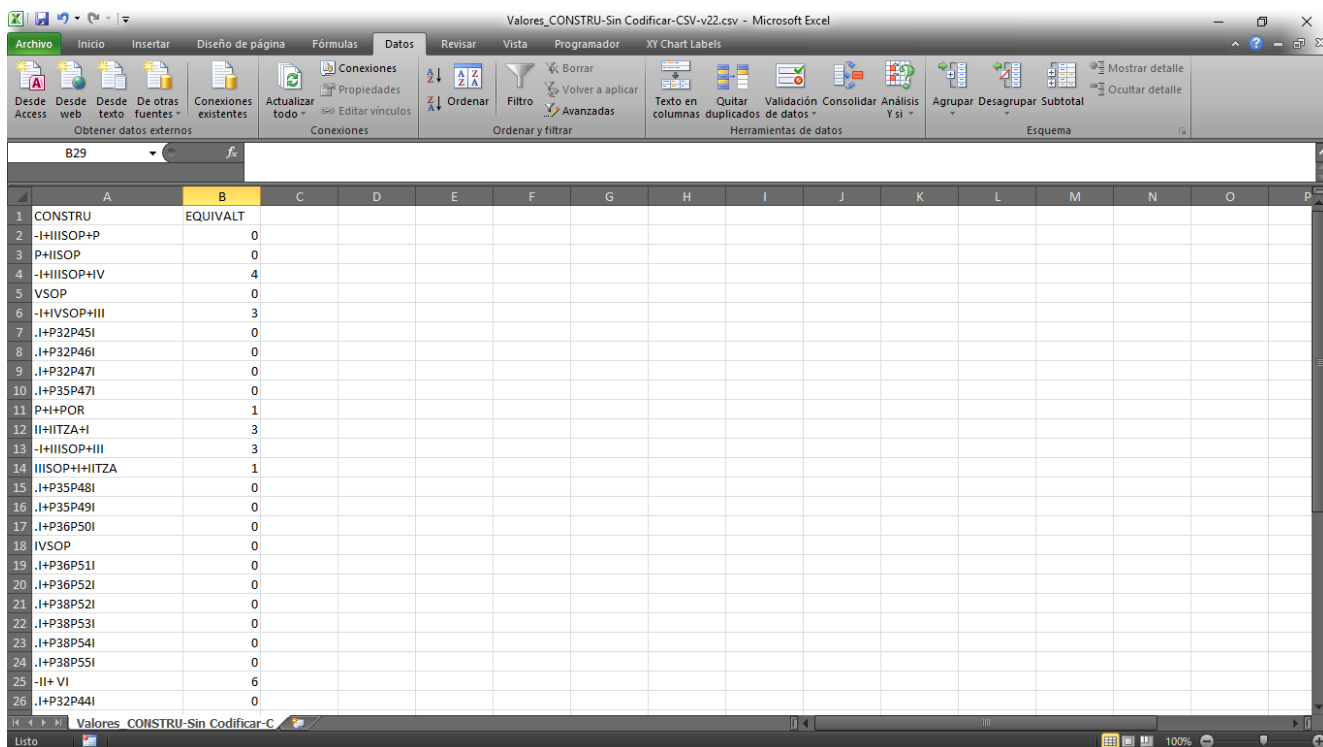 Valores_CONSTRU-Sin Codificar-CSV-v22.csv - Microsoft Excel
Archivo Inicio Insertar Diseño de página Fórmulas Datos Revisar Vista Programador XY Chart Labels
Desde Access Desde web Desde texto De otras fuentes Conexiones existentes
Obtener datos externos
Actualizar todo Conexiones Propiedades Editar vínculos
Conexiones
Ordenar Filtro Borrar Volver a aplicar Avanzadas
Ordenar y filtrar
Texto en columnas Quitar duplicados Validación de datos Consolidar Análisis Y si
Herramientas de datos
Agrupar Desagrupar Subtotal Mostrar detalle Ocultar detalle
Esquema
B29 fx
A B C D E F G H I J K L M N O P
1 CONSTRU EQUIVALT
2 -I+IIISOP+P 0
3 P+IISOP 0
4 -I+IIISOP+IV 4
5 VSOP 0
6 -I+IVSOP+III 3
7 .I+P32P45I 0
8 .I+P32P46I 0
9 .I+P32P47I 0
10 .I+P35P47I 0
11 P+I+POR 1
12 II+IITZA+I 3
13 -I+IIISOP+III 3
14 IIISOP+I+IITZA 1
15 .I+P35P48I 0
16 .I+P35P49I 0
17 .I+P36P50I 0
18 IVSOP 0
19 .I+P36P51I 0
20 .I+P36P52I 0
21 .I+P38P52I 0
22 .I+P38P53I 0
23 .I+P38P54I 0
24 .I+P38P55I 0
25 -II+ VI 6
26 .I+P32P44I 0
Valores_CONSTRU-Sin Codificar-C
Listo 100%